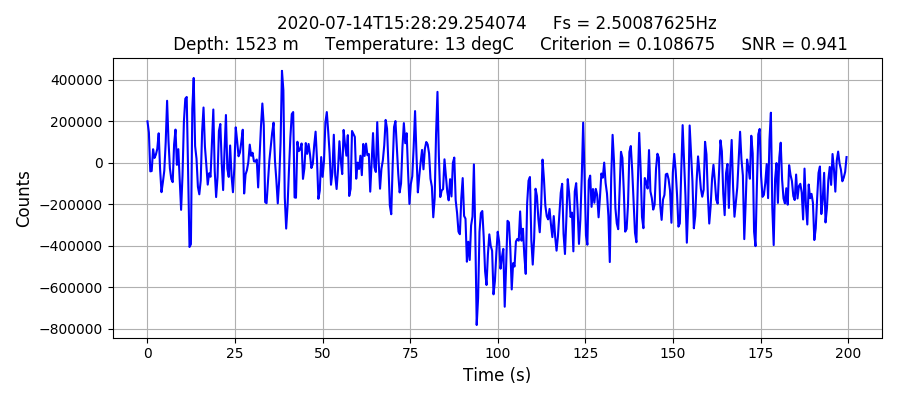 2020-07-14T15:28:29.254074 Fs = 2.50087625Hz
Depth: 1523 m Temperature: 13 degC Criterion = 0.108675 SNR = 0.941
400000
200000
0
−200000
−400000
−600000
−800000
Counts
0 25 50 75 100 125 150 175 200
Time (s)